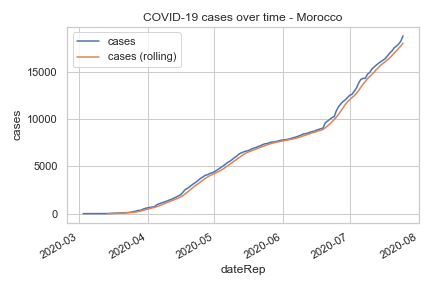 COVID-19 cases over time - Morocco
cases
cases (rolling)
cases
15000
10000
5000
0
2020-03
2020-04
2020-05
2020-06
2020-07
2020-08
dateRep